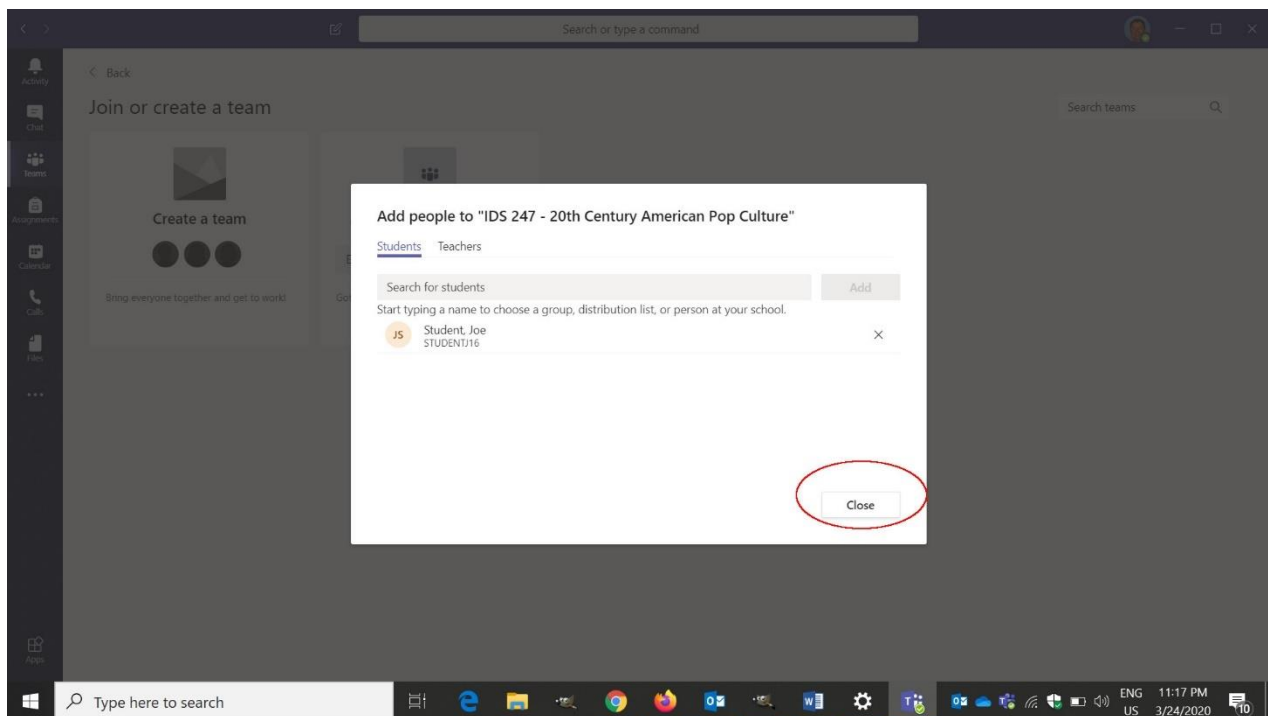 Search or type a command
Activity
< Back
Join or create a team
Search teams
Chat
Teams
Assignments
Calendar
Calls
Files
Apps
Create a team
Bring everyone together and get to work!
Add people to "IDS 247 - 20th Century American Pop Culture"
Students Teachers
Search for students
Add
Start typing a name to choose a group, distribution list, or person at your school.
JS
Student, Joe
STUDENTJ16
Close
Type here to search
ENG
US
11:17 PM
3/24/2020
10